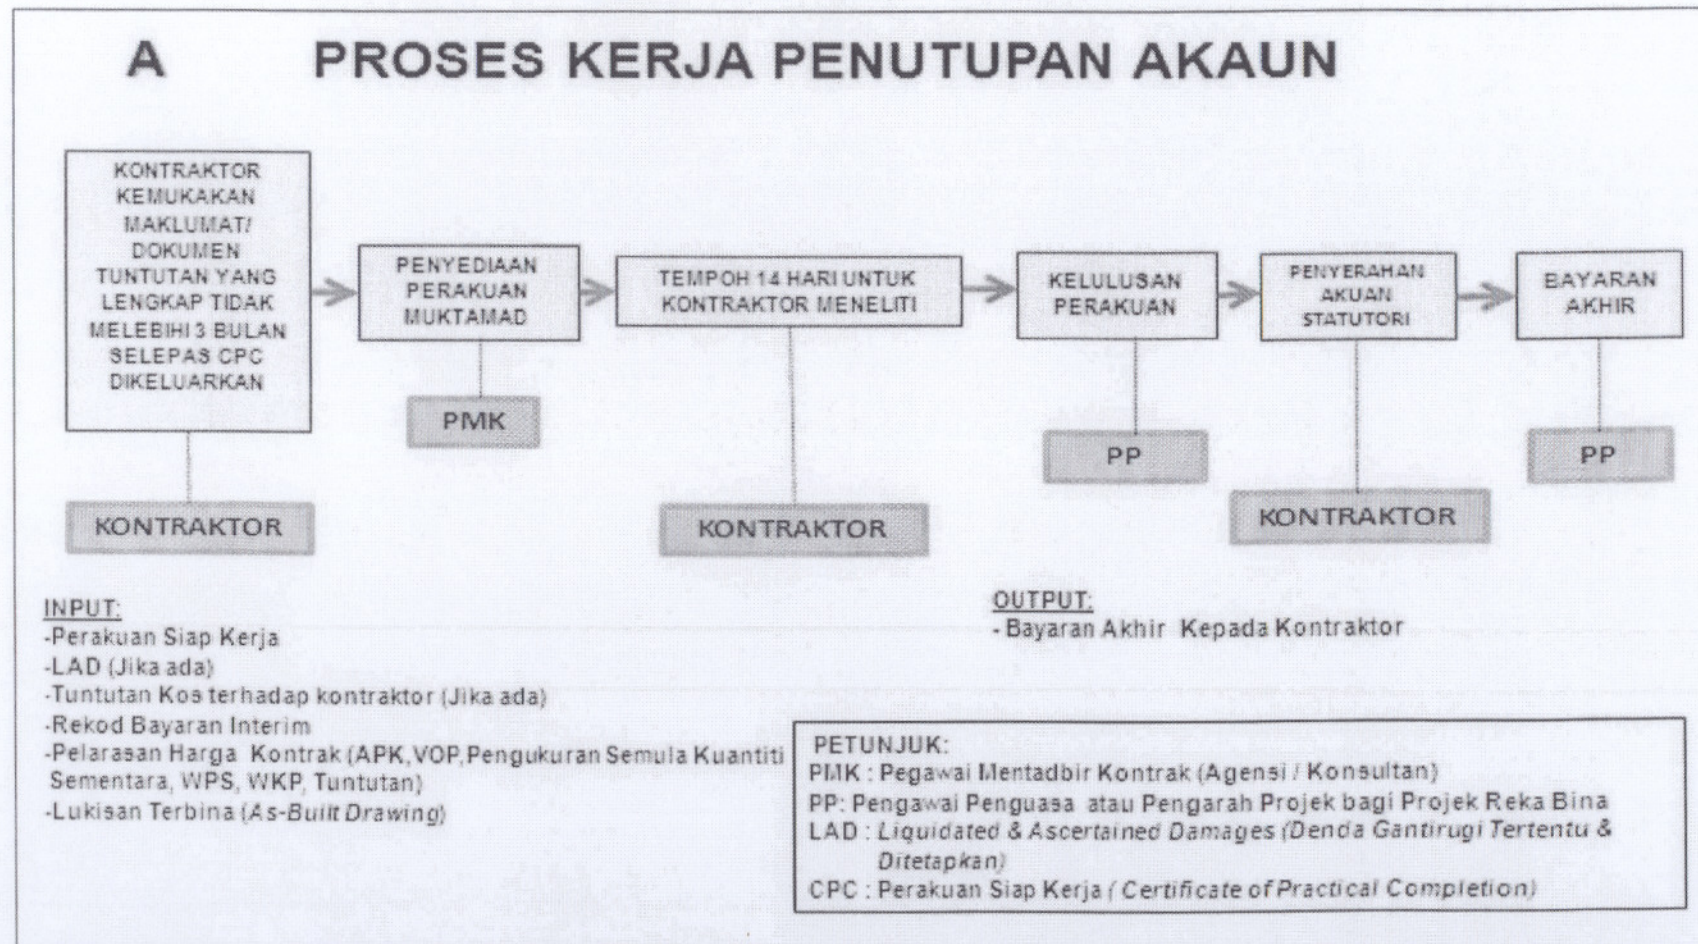 A PROSES KERJA PENUTUPAN AKAUN
KONTRAKTOR
KEMUKAKAN
MAKLUMAT/
DOKUMEN
TUNTUTAN YANG
LENGKAP TIDAK
MELEBIHI 3 BULAN
SELEPAS CPC
DIKELUARKAN
KONTRAKTOR
PENYEDIAAN
PERAKUAN
MUKTAMAD
PMK
TEMPOH 14 HARI UNTUK
KONTRAKTOR MENELITI
KONTRAKTOR
KELULUSAN
PERAKUAN
PP
PENYERAHAN
AKUAN
STATUTORI
KONTRAKTOR
BAYARAN
AKHIR
PP
INPUT:
-Perakuan Siap Kerja
-LAD (Jika ada)
-Tuntutan Kos terhadap kontraktor (Jika ada)
-Rekod Bayaran Interim
-Pelarasan Harga Kontrak (APK,VOP,Pengukuran Semula Kuantiti
Sementara, WPS, WKP, Tuntutan)
-Lukisan Terbina (As-Built Drawing)
OUTPUT:
- Bayaran Akhir Kepada Kontraktor
PETUNJUK:
PMK : Pegawai Mentadbir Kontrak (Agensi / Konsultan)
PP: Pengawai Penguasa atau Pengarah Projek bagi Projek Reka Bina
LAD : Liquidated & Ascertained Damages (Denda Gantirugi Tertentu &
Ditetapkan)
CPC : Perakuan Siap Kerja ( Certificate of Practical Completion)